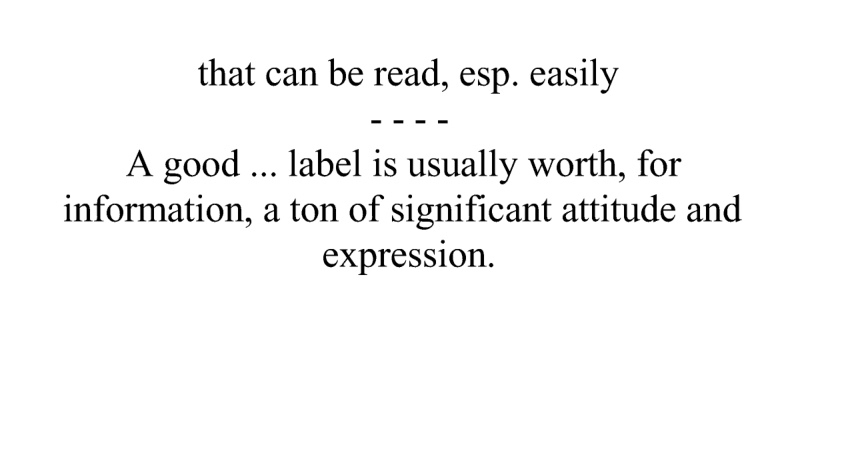 that can be read, esp. easily
- - - -
A good ... label is usually worth, for
information, a ton of significant attitude and
expression.